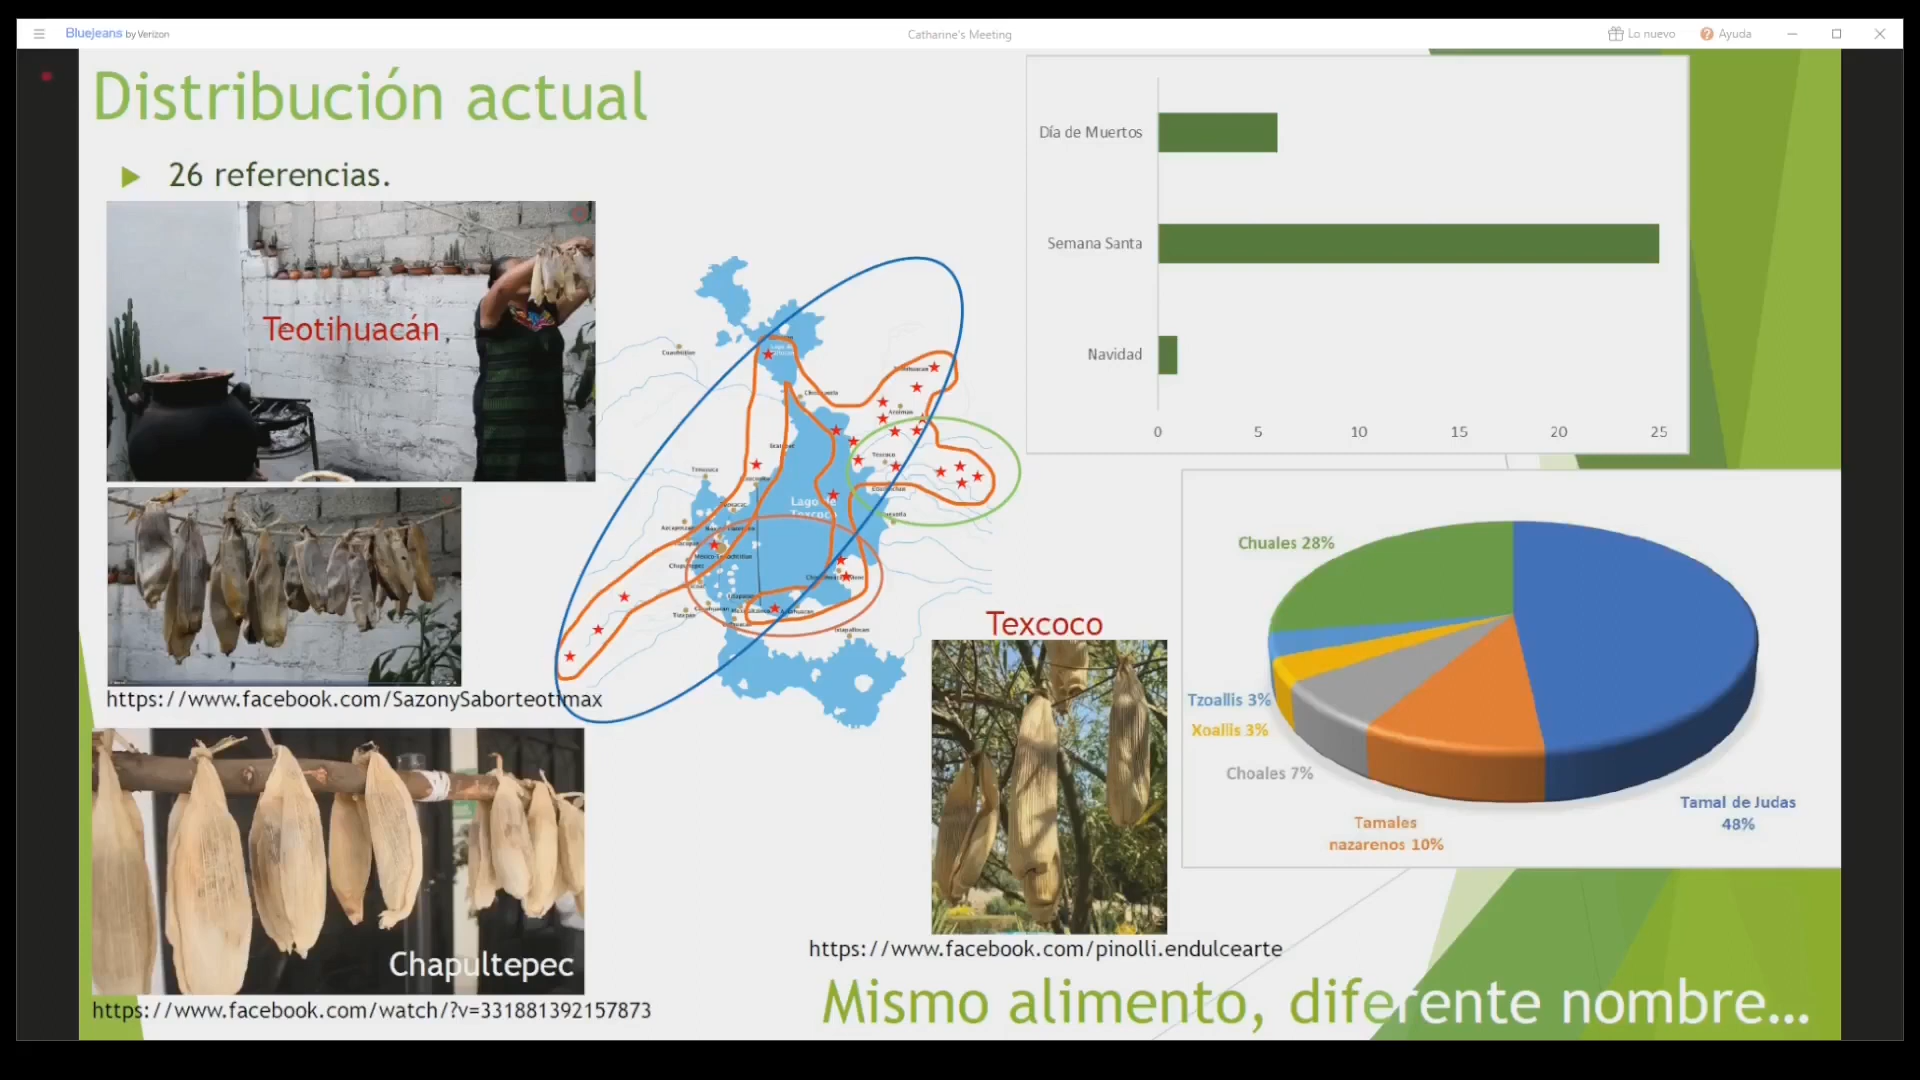 BlueJeans by Verizon
Catharine's Meeting
Lo nuevo
Ayuda
Distribución actual
26 referencias.
Teotihuacán
https://www.facebook.com/SazonySaborteotimax
Chapultepec
https://www.facebook.com/watch/?v=331881392157873
Lago de
Texcoco
Texcoco
Texcoco
https://www.facebook.com/pinolli.endulcearte
Día de Muertos
Semana Santa
Navidad
0 5 10 15 20 25
Chuales 28%
Tzoallis 3%
Xoallis 3%
Choales 7%
Tamales
nazarenos 10%
Tamal de Judas
48%
Mismo alimento, diferente nombre...